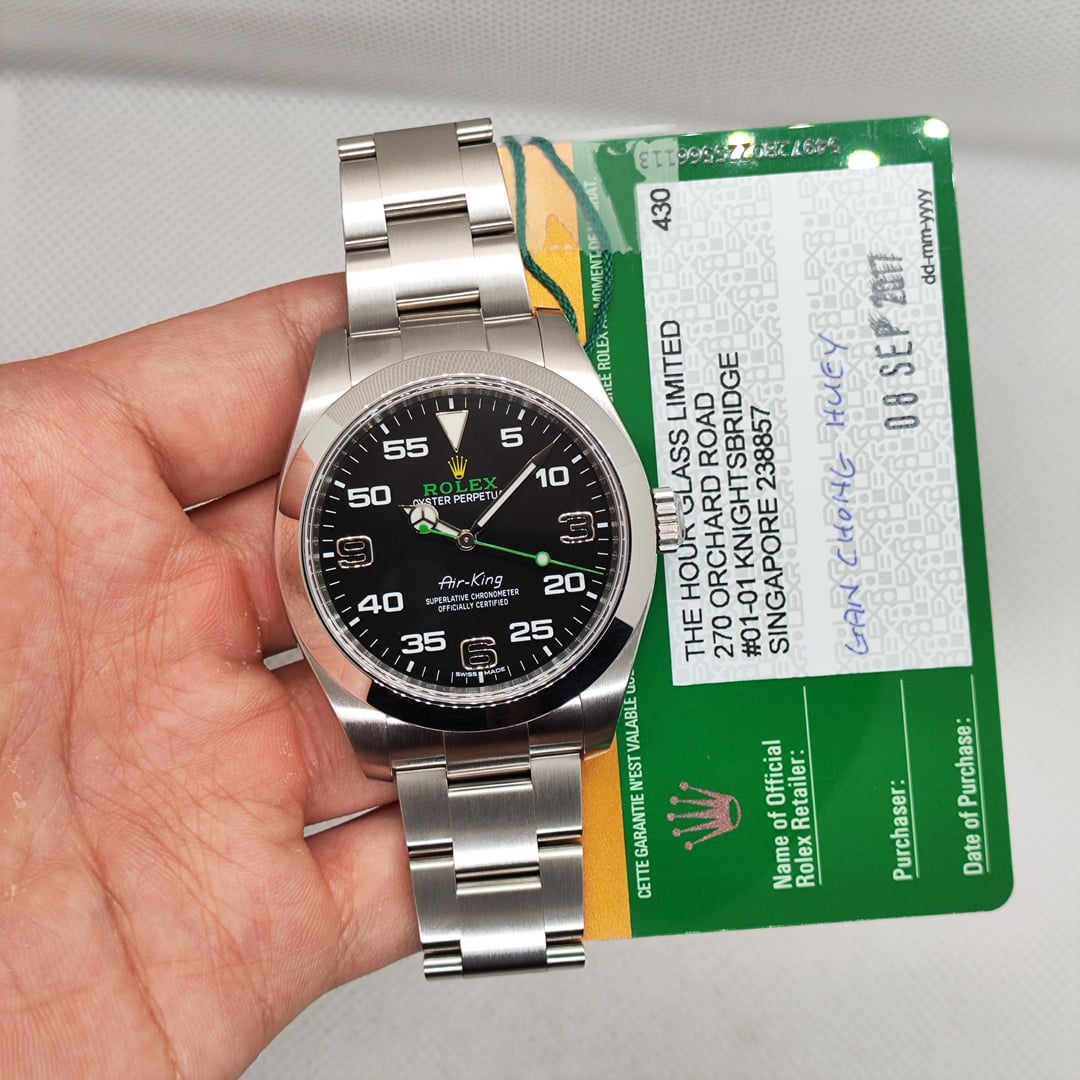 55
5
50
10
ROLEX
OYSTER PERPETUAL
9
3
Air-King
40
20
SUPERLATIVE CHRONOMETER
OFFICIALLY CERTIFIED
35
25
6
SWISS MADE
430
THE HOUR GLASS LIMITED
270 ORCHARD ROAD
#01-01 KNIGHTSBRIDGE
SINGAPORE 238857
GAN CHONG HUEY
08 SEP 2017
dd-mm-yyyy
CETTE GARANTIE N'EST VALABLE
Name of Official
Rolex Retailer:
Purchaser:
Date of Purchase: